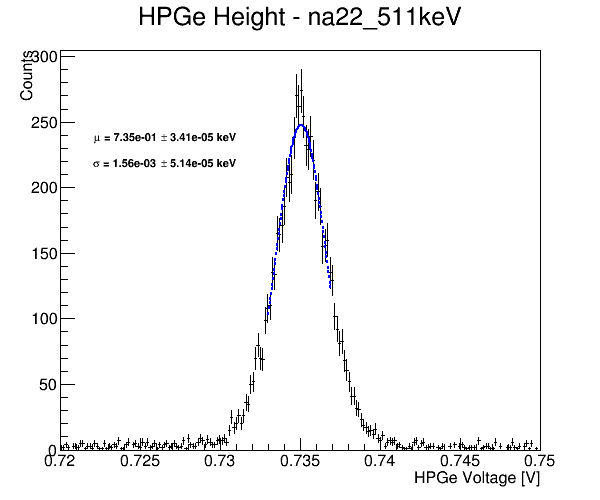 HPGe Height - na22_511keV
Counts
300
250
200
150
100
50
0
μ = 7.35e-01 ± 3.41e-05 keV
σ = 1.56e-03 ± 5.14e-05 keV
0.72 0.725 0.73 0.735 0.74 0.745 0.75
HPGe Voltage [V]